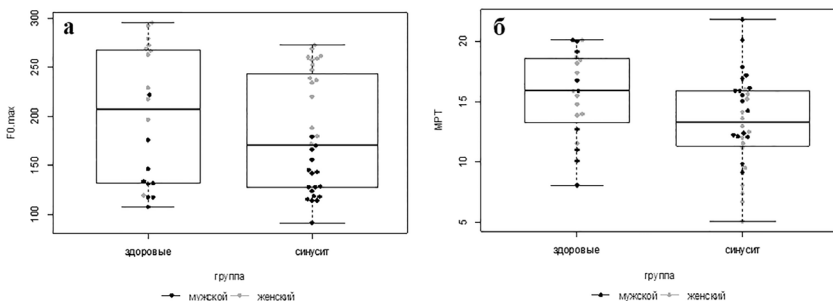 а
300
250
200
150
100
F0,max
здоровые
синусит
группа
мужской
женский
б
20
15
10
5
МРТ
здоровые
синусит
группа
мужской
женский